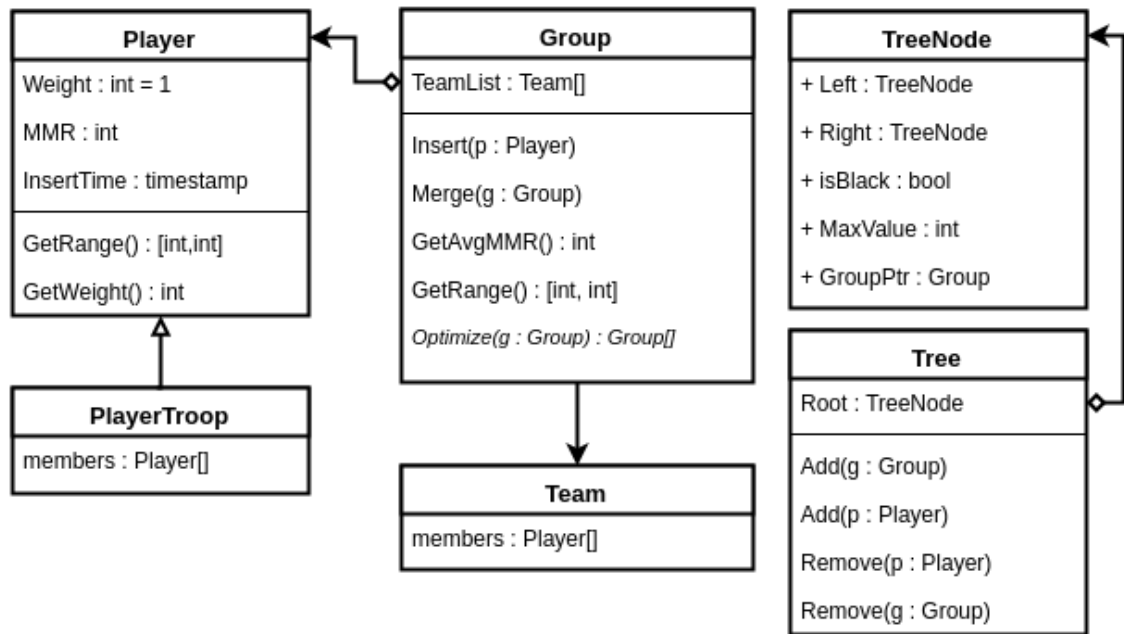 Player
Weight : int = 1
MMR : int
InsertTime : timestamp
GetRange() : [int,int]
GetWeight() : int
PlayerTroop
members : Player[]
Group
TeamList : Team[]
Insert(p : Player)
Merge(g : Group)
GetAvgMMR() : int
GetRange() : [int, int]
Optimize(g : Group) : Group[]
Team
members : Player[]
TreeNode
+ Left : TreeNode
+ Right : TreeNode
+ isBlack : bool
+ MaxValue : int
+ GroupPtr : Group
Tree
Root : TreeNode
Add(g : Group)
Add(p : Player)
Remove(p : Player)
Remove(g : Group)